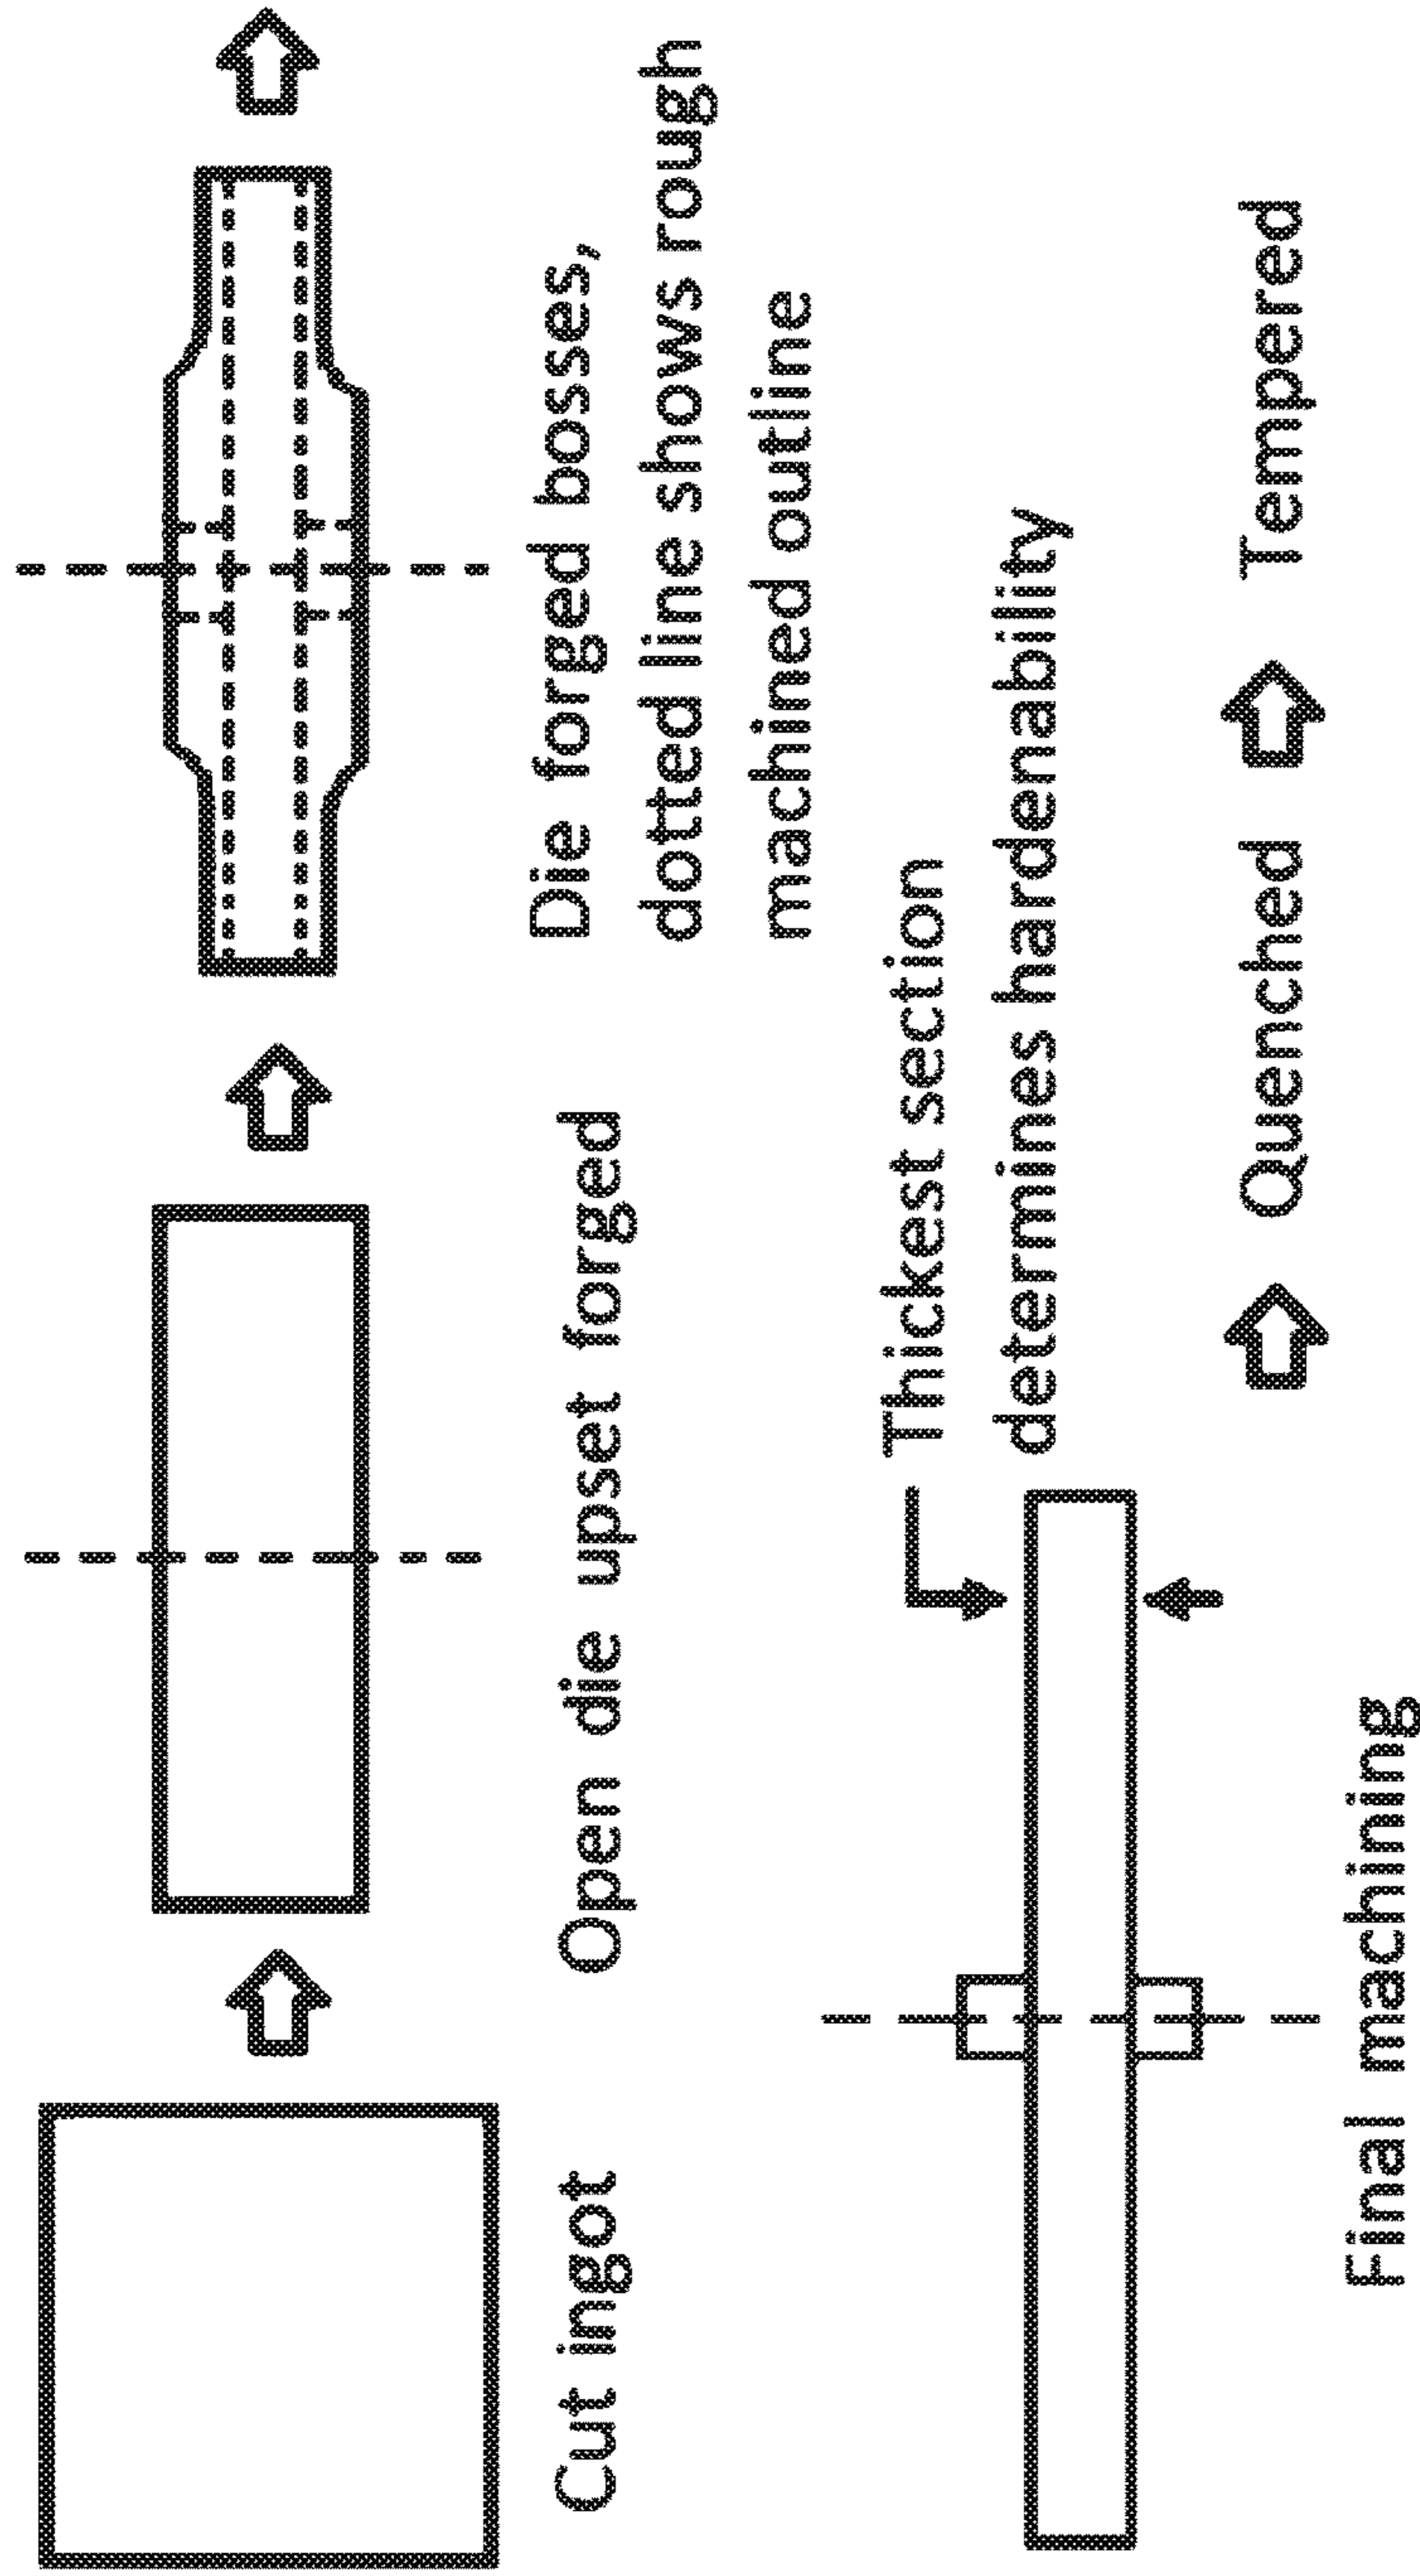 Cut ingot
Open die upset forged
Die forged bosses,
dotted line shows rough
machined outline
Thickest section
determines hardenability
Final machining
Quenched
Tempered